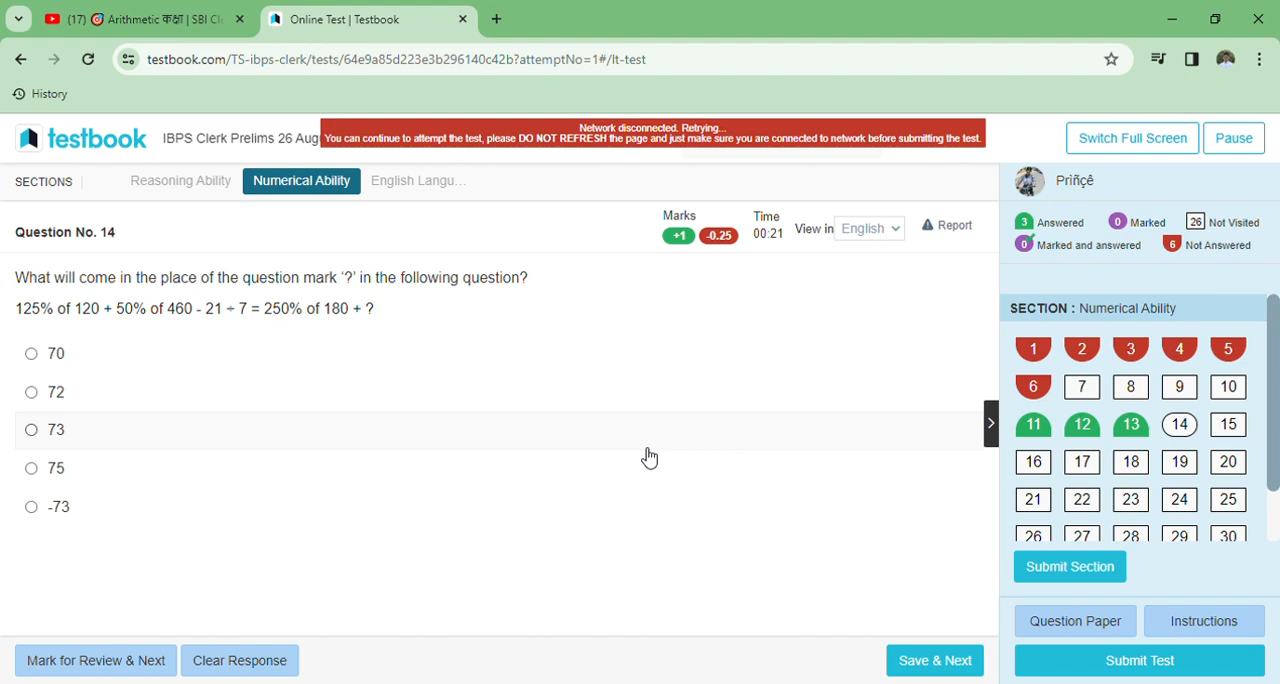 (17) 🎯 Arithmetic कक्षा | SBI Cl
Online Test | Testbook
testbook.com/TS-ibps-clerk/tests/64e9a85d223e3b296140c42b?attemptNo=1#/lt-test
History
testbook
IBPS Clerk Prelims 26 Aug
Network disconnected. Retrying...
You can continue to attempt the test, please DO NOT REFRESH the page and just make sure you are connected to network before submitting the test.
Switch Full Screen
Pause
SECTIONS
Reasoning Ability
Numerical Ability
English Langu...
Prïñçê
Question No. 14
Marks
+1 -0.25
Time
00:21
View in English
Report
3 Answered
0 Marked
26 Not Visited
0 Marked and answered
6 Not Answered
What will come in the place of the question mark '?' in the following question?
125% of 120 + 50% of 460 - 21 ÷ 7 = 250% of 180 + ?
70
72
73
75
-73
SECTION : Numerical Ability
1 2 3 4 5
6 7 8 9 10
11 12 13 14 15
16 17 18 19 20
21 22 23 24 25
26 27 28 29 30
Submit Section
Question Paper
Instructions
Mark for Review & Next
Clear Response
Save & Next
Submit Test